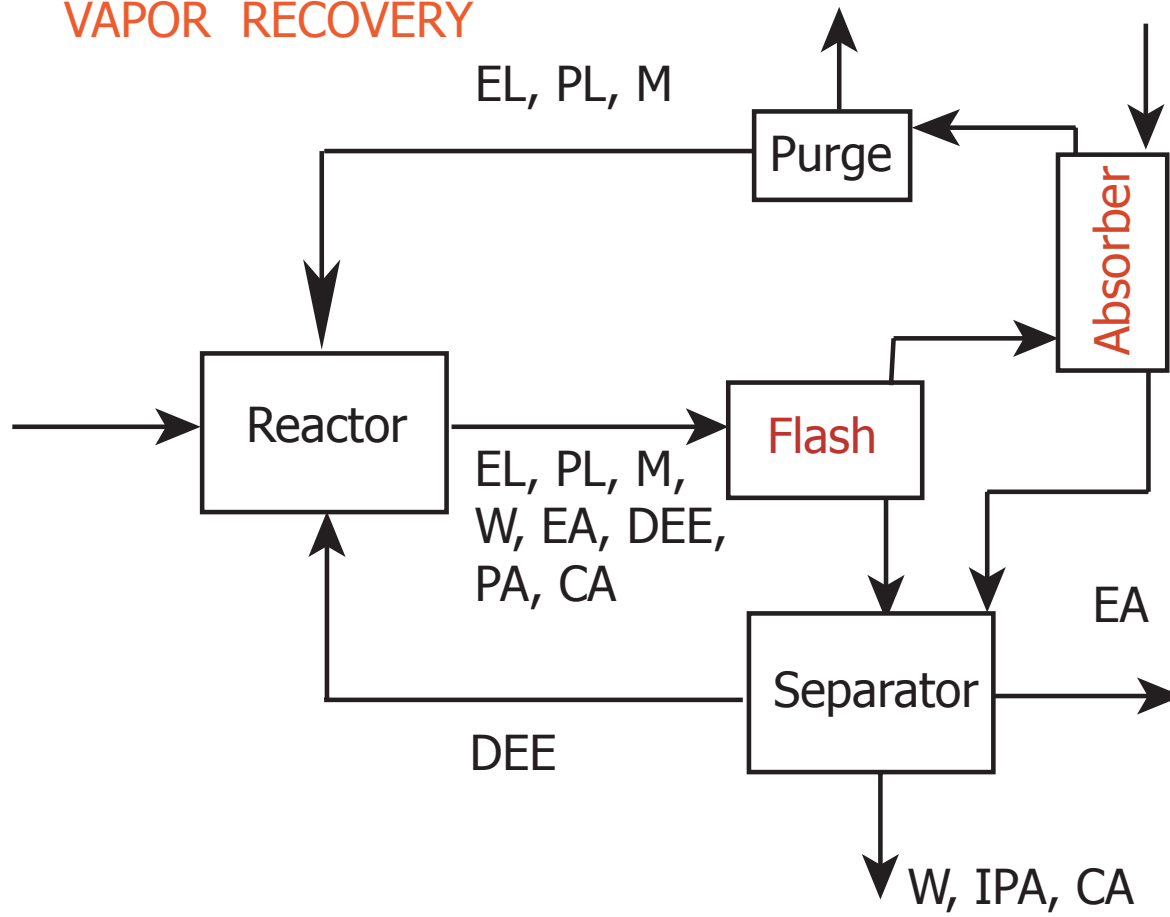 VAPOR RECOVERY
EL, PL, M
Purge
Absorber
Reactor
Flash
EL, PL, M,
W, EA, DEE,
PA, CA
EA
Separator
DEE
W, IPA, CA